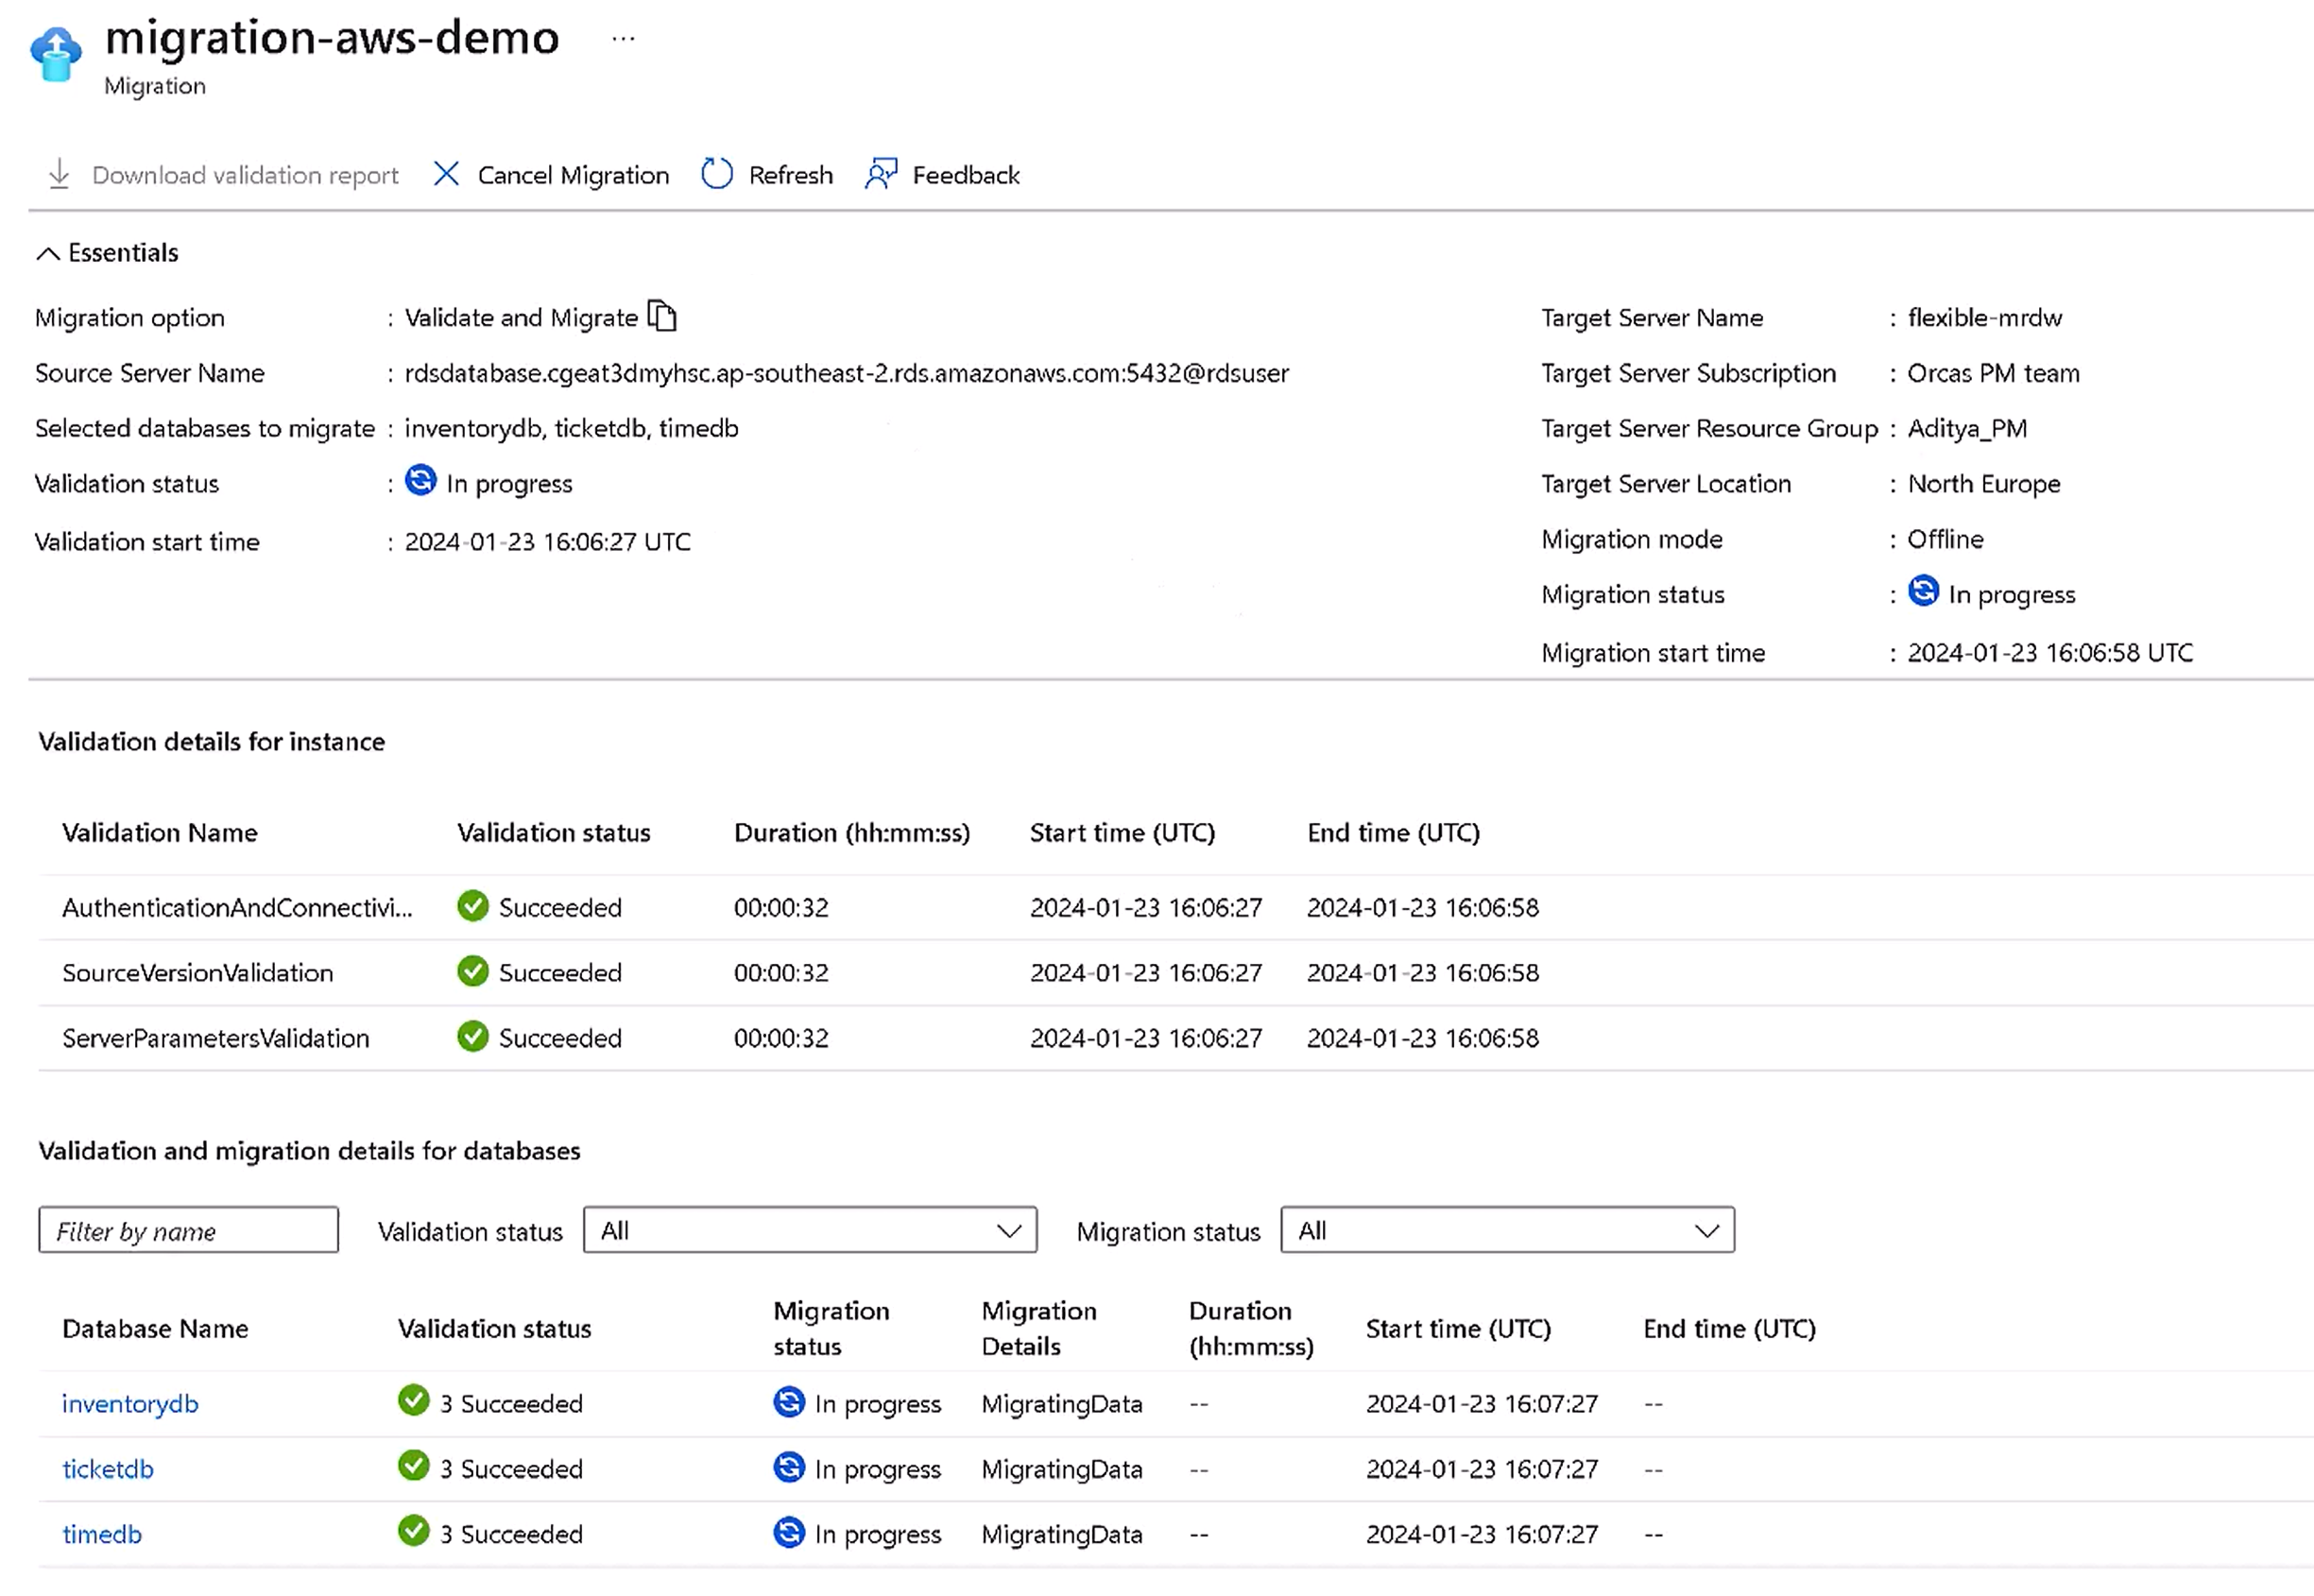 migration-aws-demo ...
Migration
Download validation report Cancel Migration Refresh Feedback
Essentials
Migration option : Validate and Migrate
Source Server Name : rdsdatabase.cgeat3dmyhsc.ap-southeast-2.rds.amazonaws.com:5432@rdsuser
Selected databases to migrate : inventorydb, ticketdb, timedb
Validation status : In progress
Validation start time : 2024-01-23 16:06:27 UTC
Target Server Name : flexible-mrdw
Target Server Subscription : Orcas PM team
Target Server Resource Group : Aditya_PM
Target Server Location : North Europe
Migration mode : Offline
Migration status : In progress
Migration start time : 2024-01-23 16:06:58 UTC
Validation details for instance
Validation Name Validation status Duration (hh:mm:ss) Start time (UTC) End time (UTC)
AuthenticationAndConnectivi... Succeeded 00:00:32 2024-01-23 16:06:27 2024-01-23 16:06:58
SourceVersionValidation Succeeded 00:00:32 2024-01-23 16:06:27 2024-01-23 16:06:58
ServerParametersValidation Succeeded 00:00:32 2024-01-23 16:06:27 2024-01-23 16:06:58
Validation and migration details for databases
Filter by name Validation status All Migration status All
Database Name Validation status Migration status Migration Details Duration (hh:mm:ss) Start time (UTC) End time (UTC)
inventorydb 3 Succeeded In progress MigratingData -- 2024-01-23 16:07:27 --
ticketdb 3 Succeeded In progress MigratingData -- 2024-01-23 16:07:27 --
timedb 3 Succeeded In progress MigratingData -- 2024-01-23 16:07:27 --